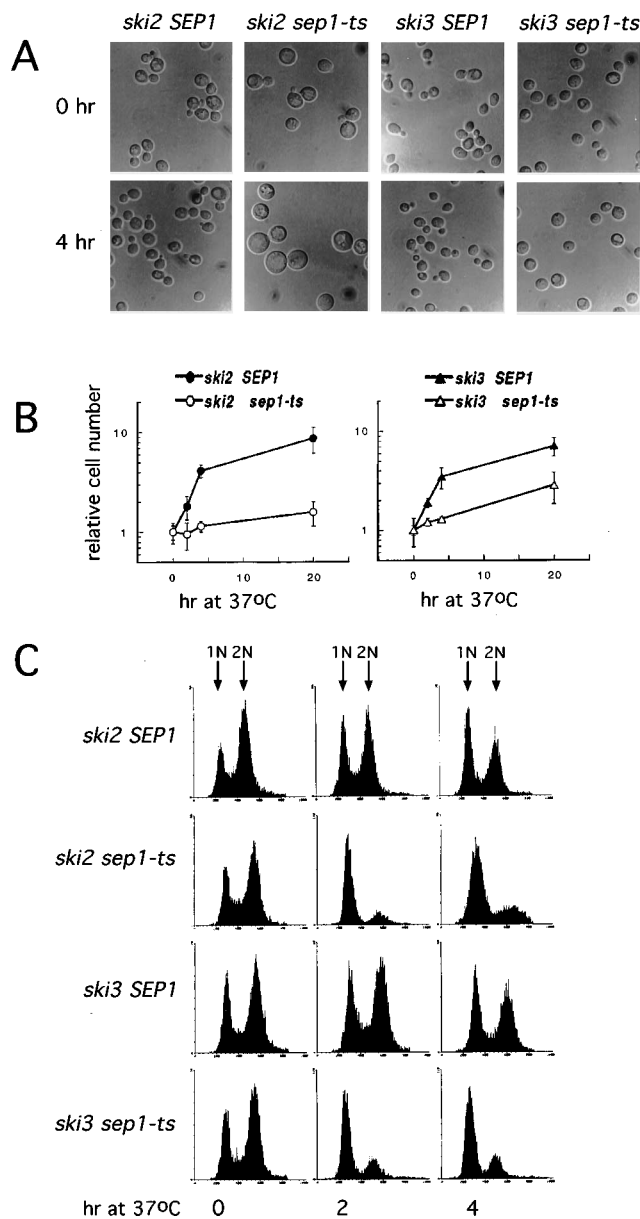 ski2 SEP1 ski2 sep1-ts ski3 SEP1 ski3 sep1-ts
A
0 hr
4 hr
B
ski2 SEP1
ski2 sep1-ts
ski3 SEP1
ski3 sep1-ts
relative cell number
10
1
0 10 20
hr at 37ºC
10
1
0 10 20
hr at 37ºC
C
1N 2N 1N 2N 1N 2N
ski2 SEP1
ski2 sep1-ts
ski3 SEP1
ski3 sep1-ts
hr at 37ºC 0 2 4